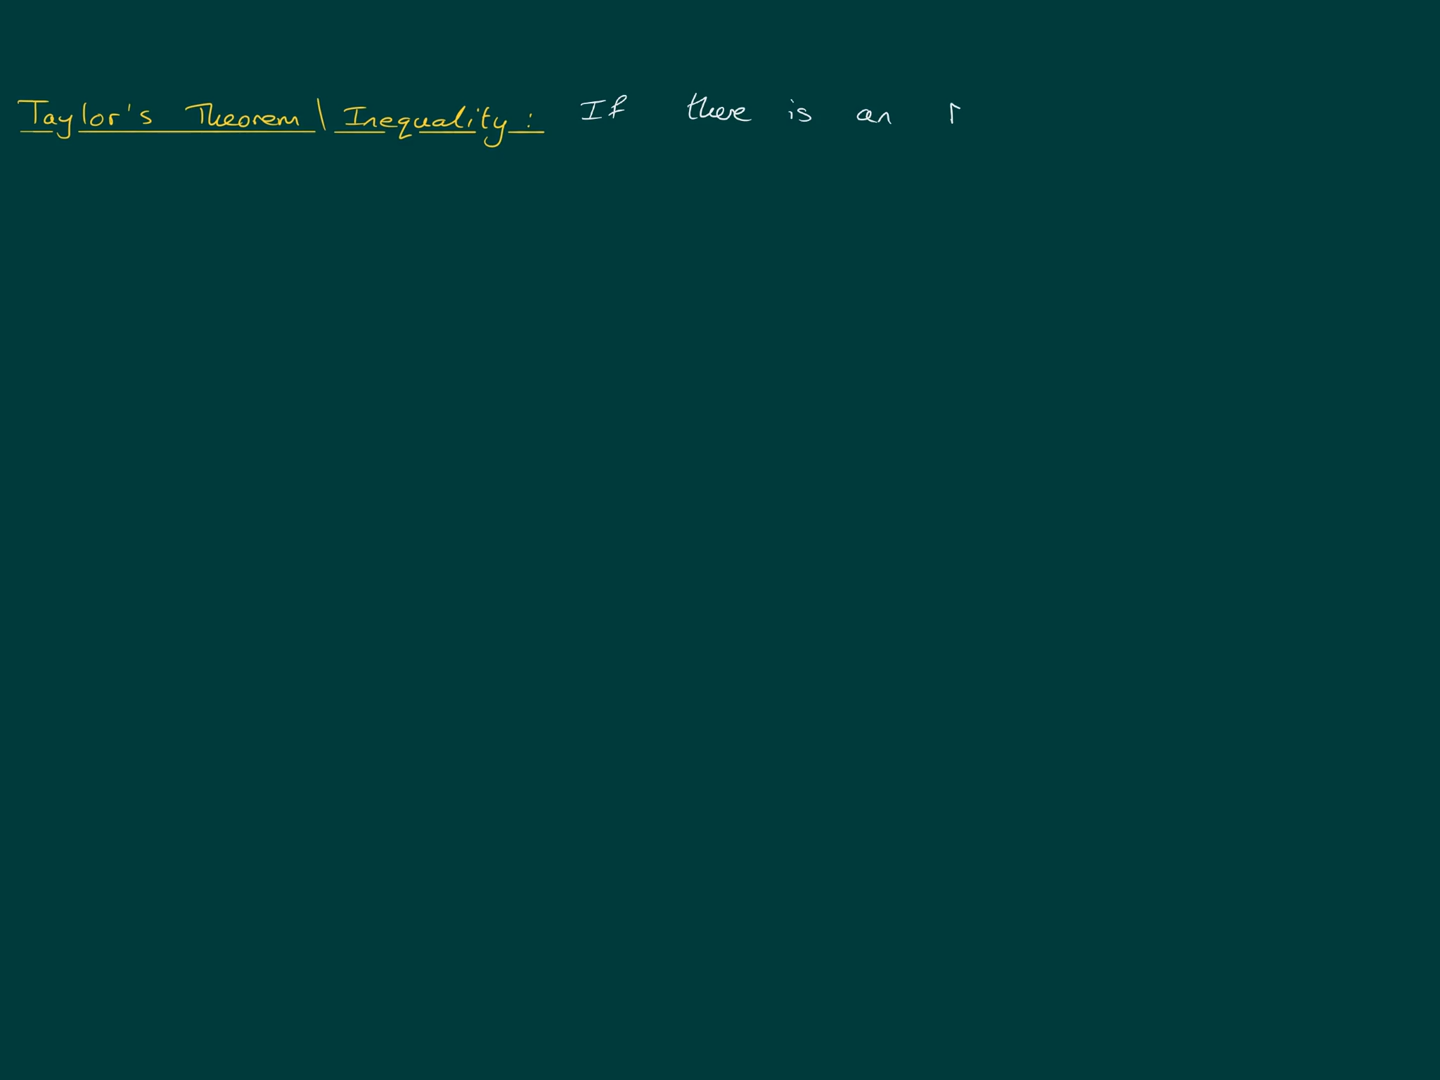 Taylor's Theorem \ Inequality : If there is an